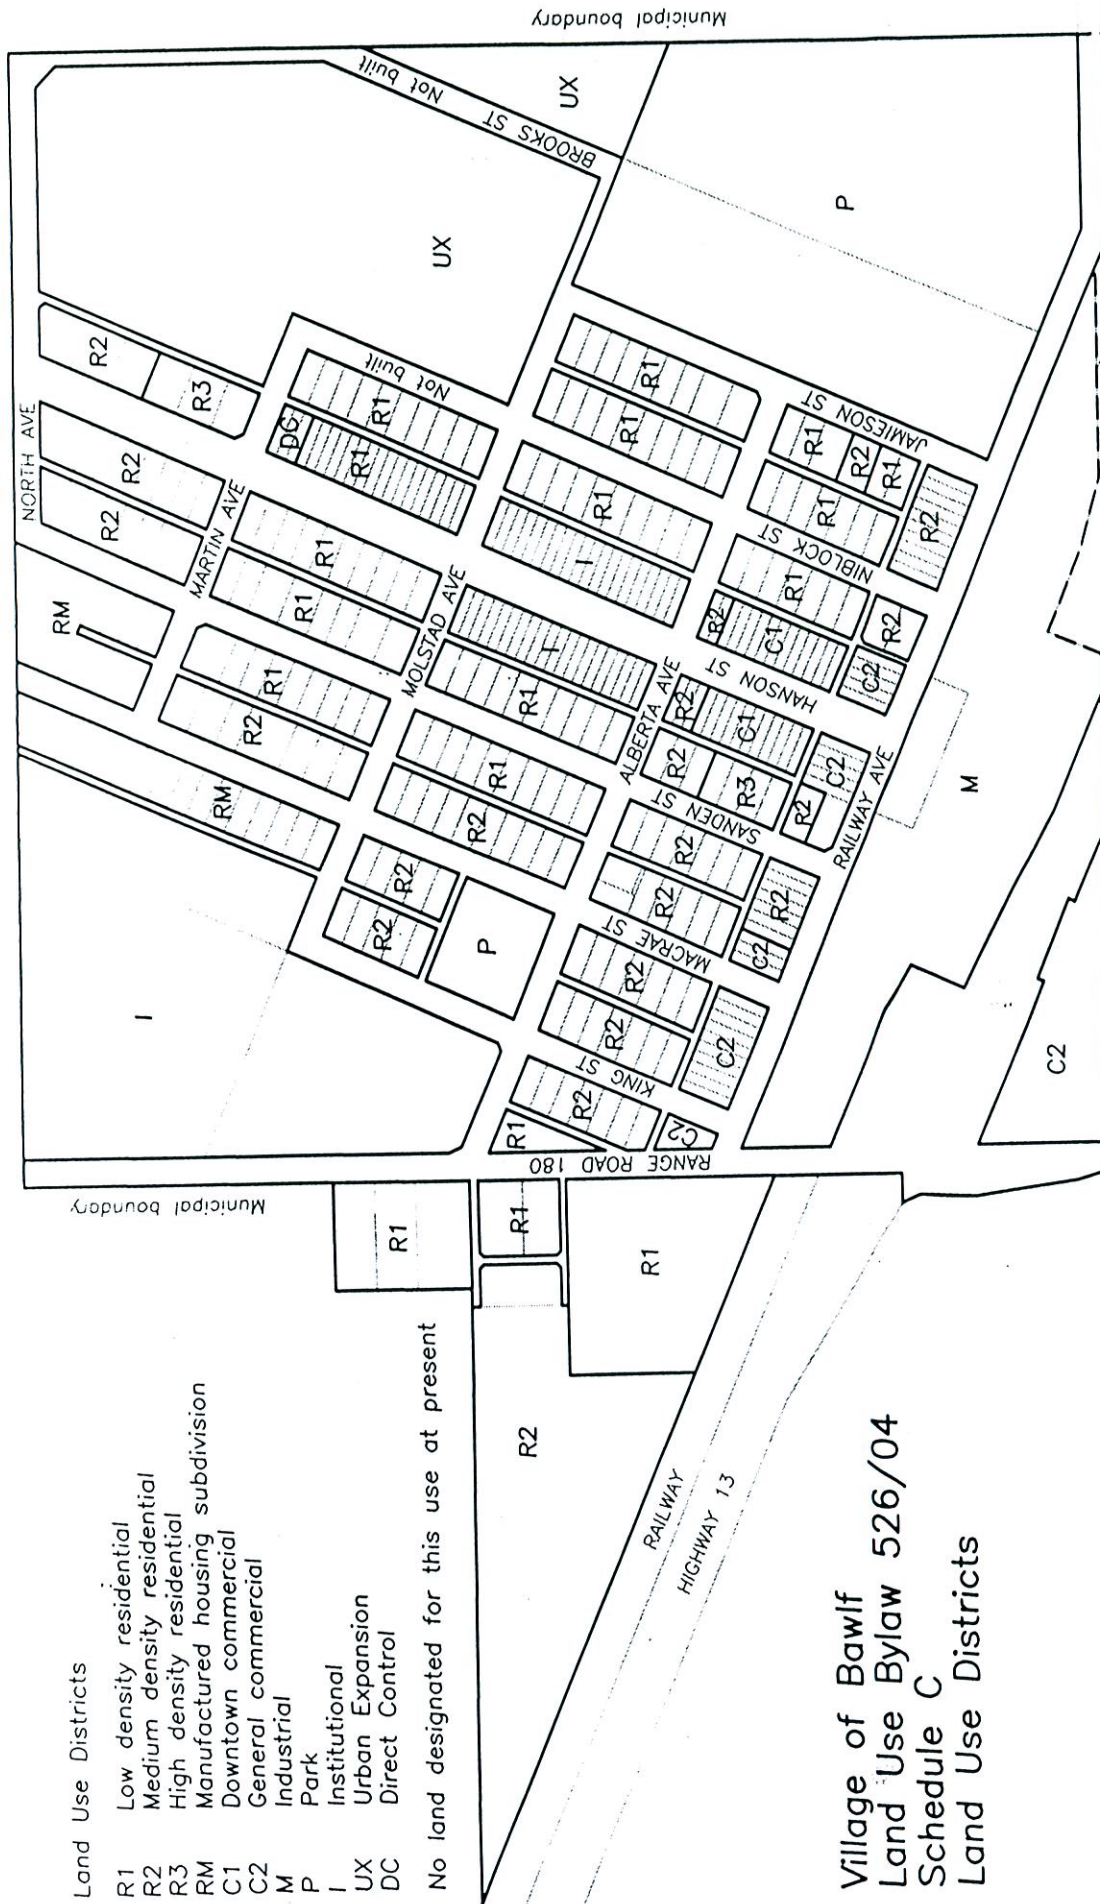 Land Use Districts
R1 Low density residential
R2 Medium density residential
R3 High density residential
RM Manufactured housing subdivision
C1 Downtown commercial
C2 General commercial
M Industrial
P Park
I Institutional
UX Urban Expansion
DC Direct Control
No land designated for this use at present
Village of Bawlf
Land Use Bylaw 526/04
Schedule C
Land Use Districts
Municipal boundary
Municipal boundary
NORTH AVE
MARTIN AVE
MOLSTAD AVE
ALBERTA AVE
RAILWAY AVE
RANGE ROAD 180
KING ST
MACRAE ST
SANDEN ST
HANSON ST
NIBLOCK ST
JAMIESON ST
BROOKS ST
Not built
Not built
RAILWAY
HIGHWAY 13
I
RM
RM
R2
R2
R2
R3
UX
UX
R2
R1
R1
R1
DC
R1
R1
R2
R2
P
R2
R1
R1
I
I
R1
R1
R1
P
R1
R2
R2
R2
R2
R2
R2
R3
R2
C1
R2
C1
R1
R1
R1
R2
R1
C2
C2
C2
R2
R2
C2
C2
R2
R2
M
C2
R1
R1
R1
R2